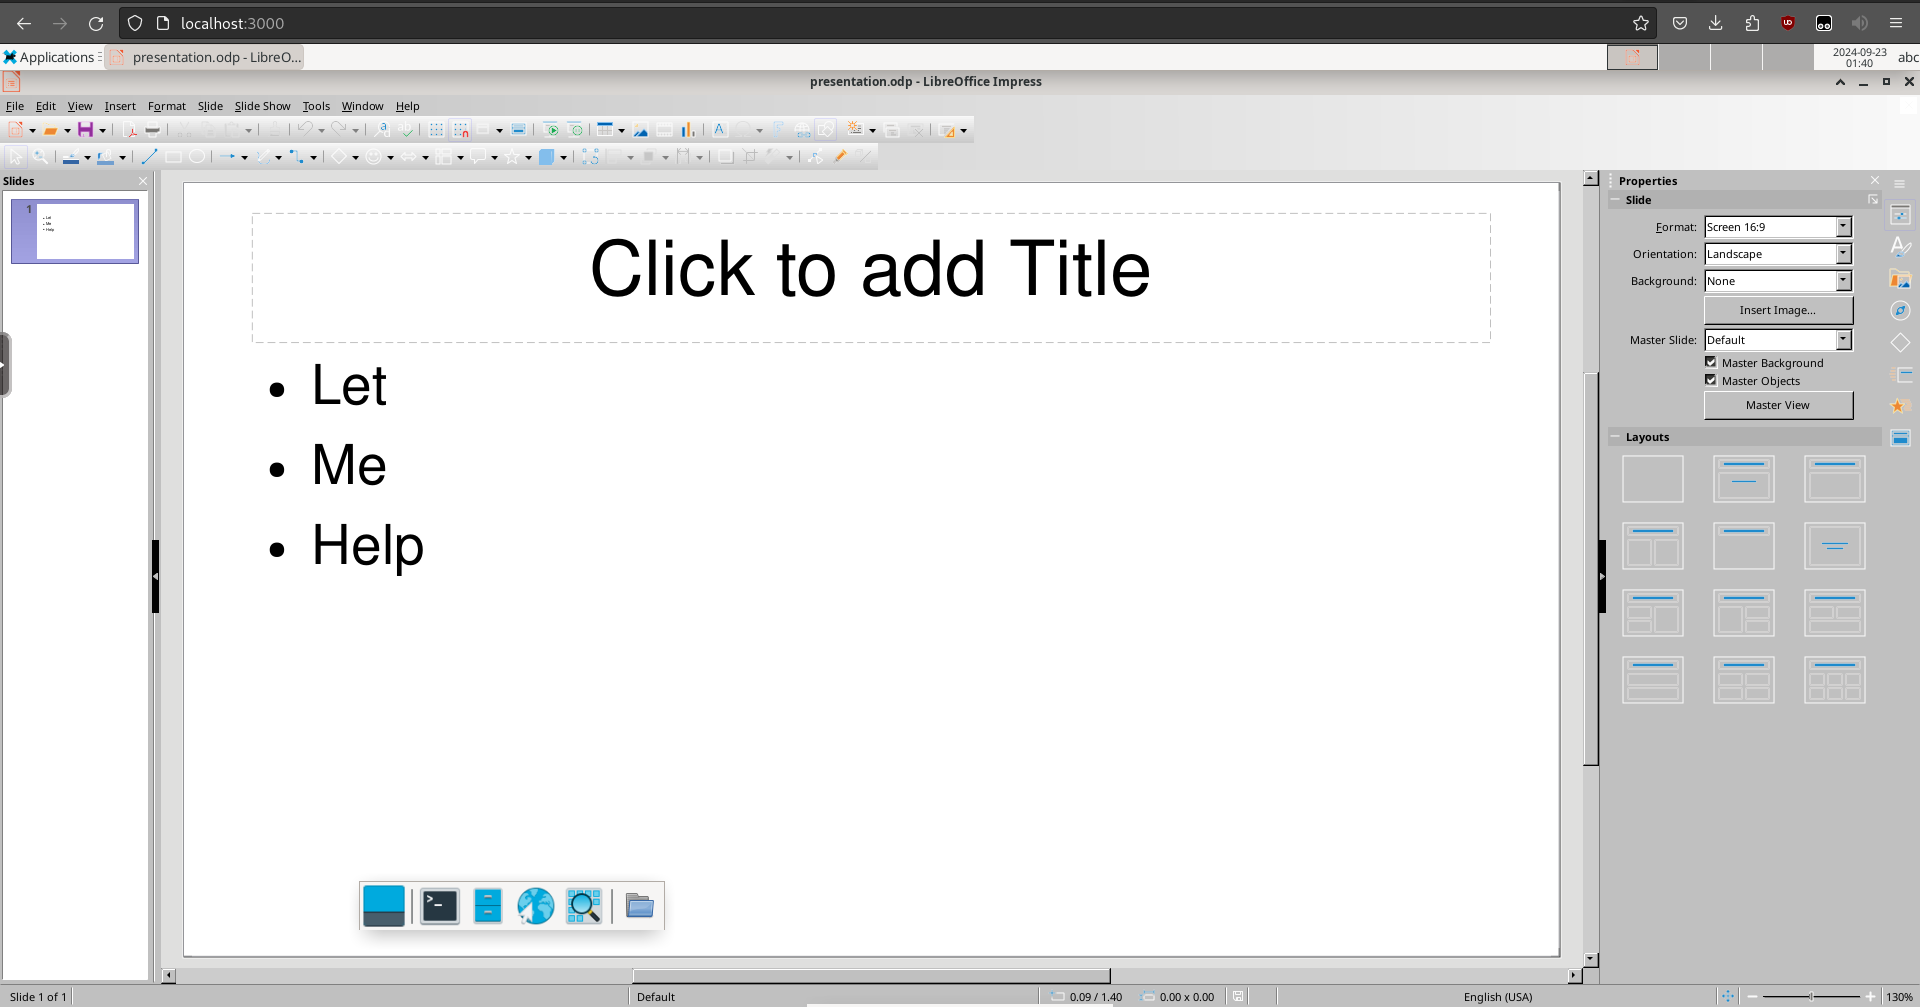 localhost:3000
Applications
presentation.odp - LibreO...
2024-09-23
01:40
abc
presentation.odp - LibreOffice Impress
File Edit View Insert Format Slide Slide Show Tools Window Help
Slides
1
Let
Me
Help
Click to add Title
Let
Me
Help
Properties
Slide
Format: Screen 16:9
Orientation: Landscape
Background: None
Insert Image...
Master Slide: Default
Master Background
Master Objects
Master View
Layouts
Slide 1 of 1
Default
0.09 / 1.40
0.00 x 0.00
English (USA)
130%